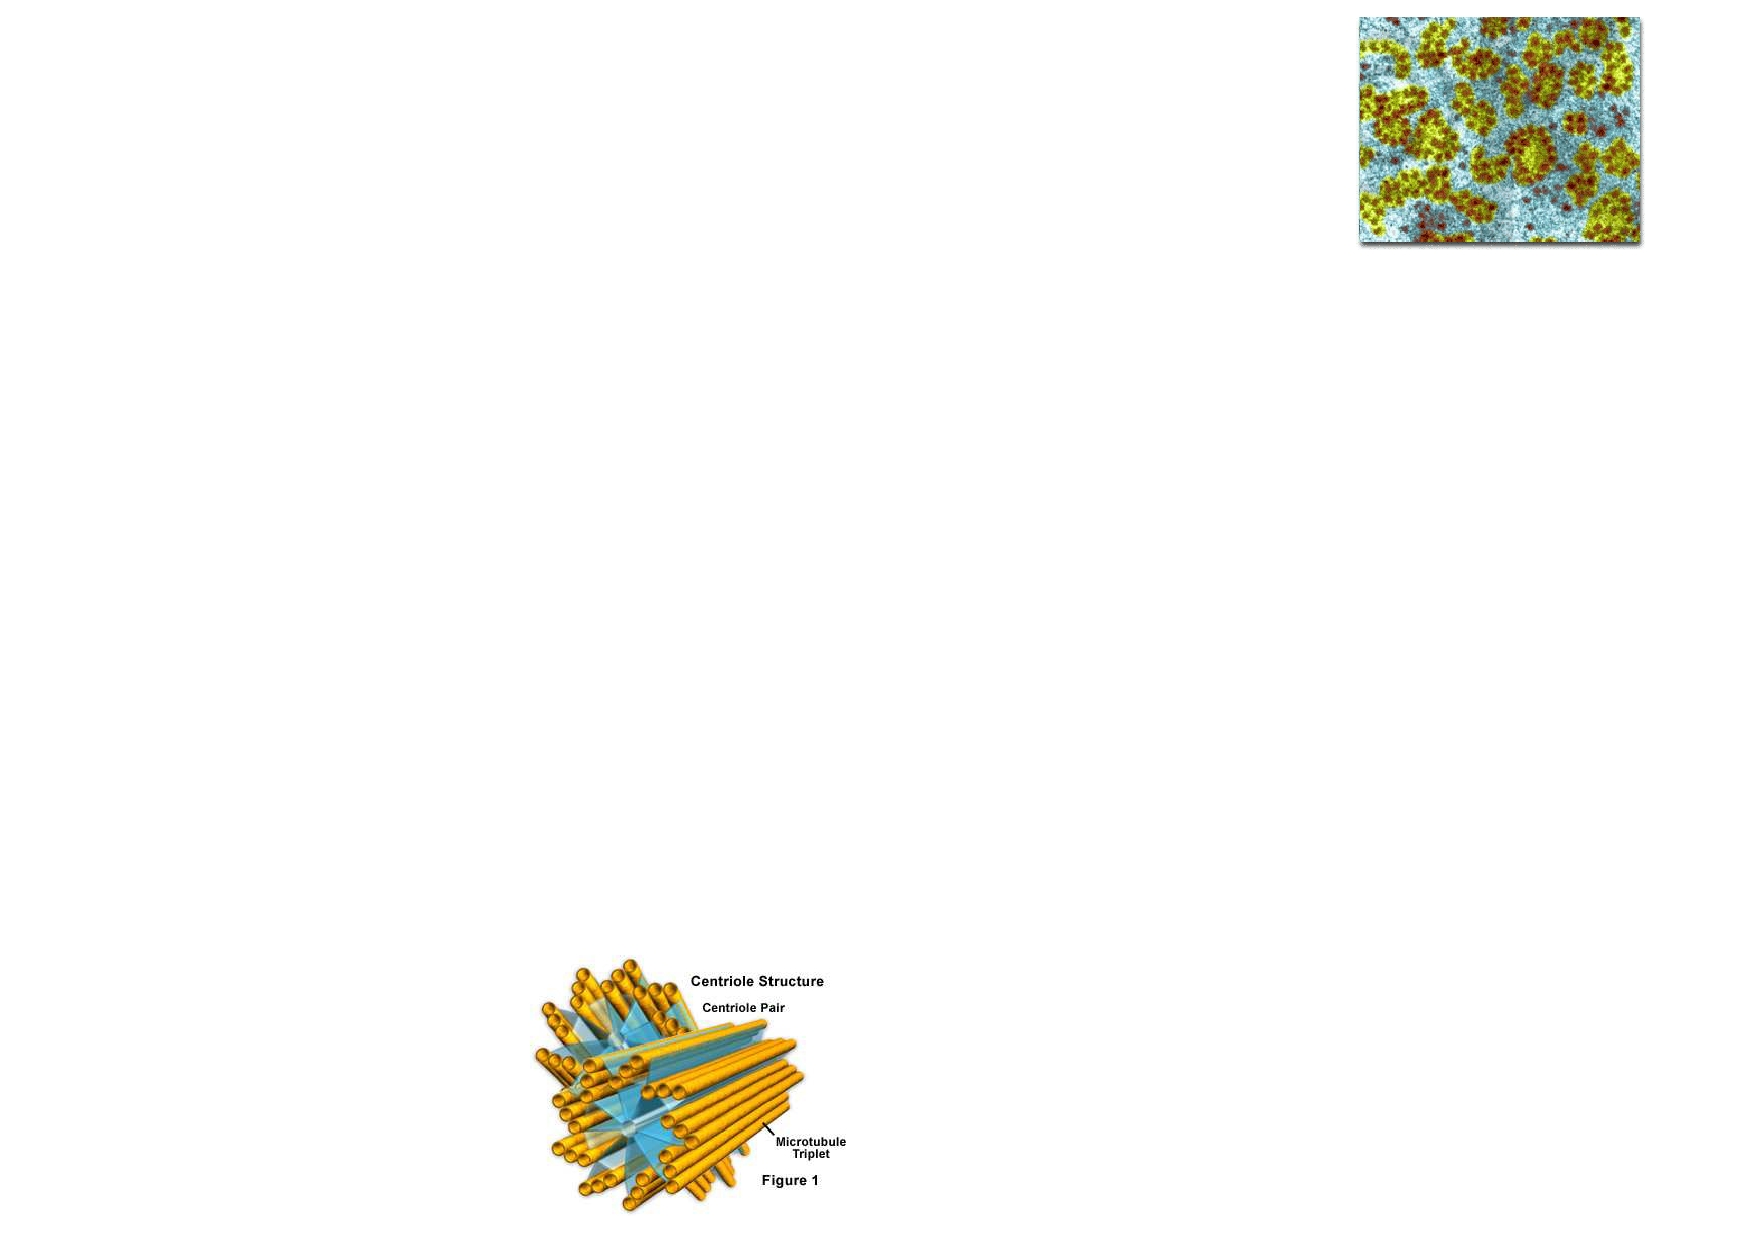 Centriole Structure
Centriole Pair
Microtubule
Triplet
Figure 1